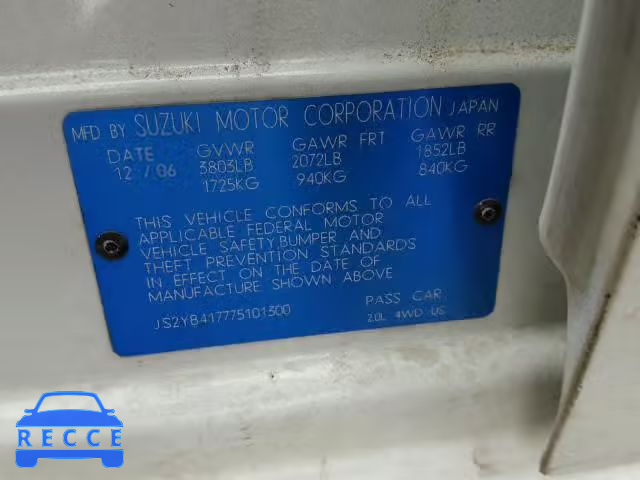 MFD BY SUZUKI MOTOR CORPORATION JAPAN
DATE GVWR GAWR FRT GAWR RR
12 / 06 3803LB 2072LB 1852LB
1725KG 940KG 840KG
THIS VEHICLE CONFORMS TO ALL
APPLICABLE FEDERAL MOTOR
VEHICLE SAFETY,BUMPER AND
THEFT PREVENTION STANDARDS
IN EFFECT ON THE DATE OF
MANUFACTURE SHOWN ABOVE
JS2YB417775101300 PASS CAR
2.0L 4WD US
RECCE